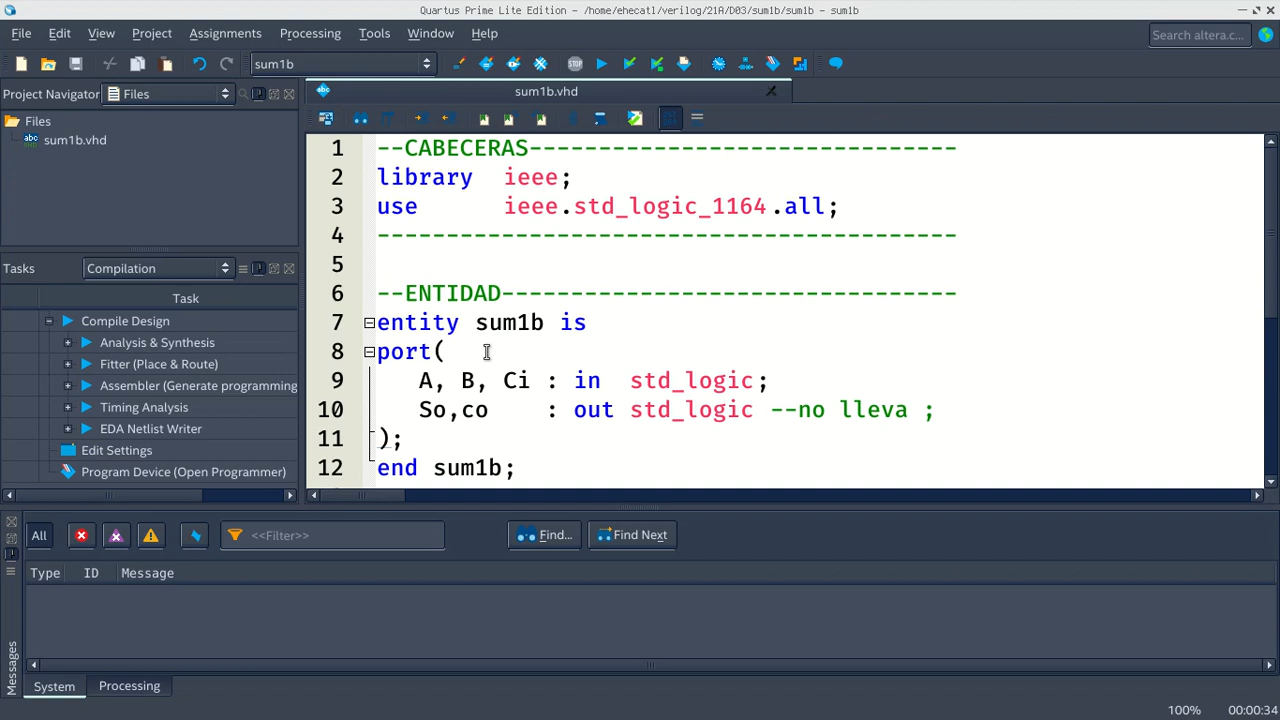 Quartus Prime Lite Edition - /home/ehecatl/verilog/21A/D03/sum1b/sum1b - sum1b
File Edit View Project Assignments Processing Tools Window Help
Search altera.c...
sum1b
STOP
Project Navigator
Files
Files
abc sum1b.vhd
Tasks
Compilation
Task
Compile Design
Analysis & Synthesis
Fitter (Place & Route)
Assembler (Generate programming
Timing Analysis
EDA Netlist Writer
Edit Settings
Program Device (Open Programmer)
abc sum1b.vhd
1 --CABECERAS-------------------------------
2 library ieee;
3 use ieee.std_logic_1164.all;
4 ------------------------------------------
5
6 --ENTIDAD---------------------------------
7 entity sum1b is
8 port(
9 A, B, Ci : in std_logic;
10 So,co : out std_logic --no lleva ;
11 );
12 end sum1b;
All
<<Filter>>
Find...
Find Next
Type ID Message
Messages
System Processing
100% 00:00:34